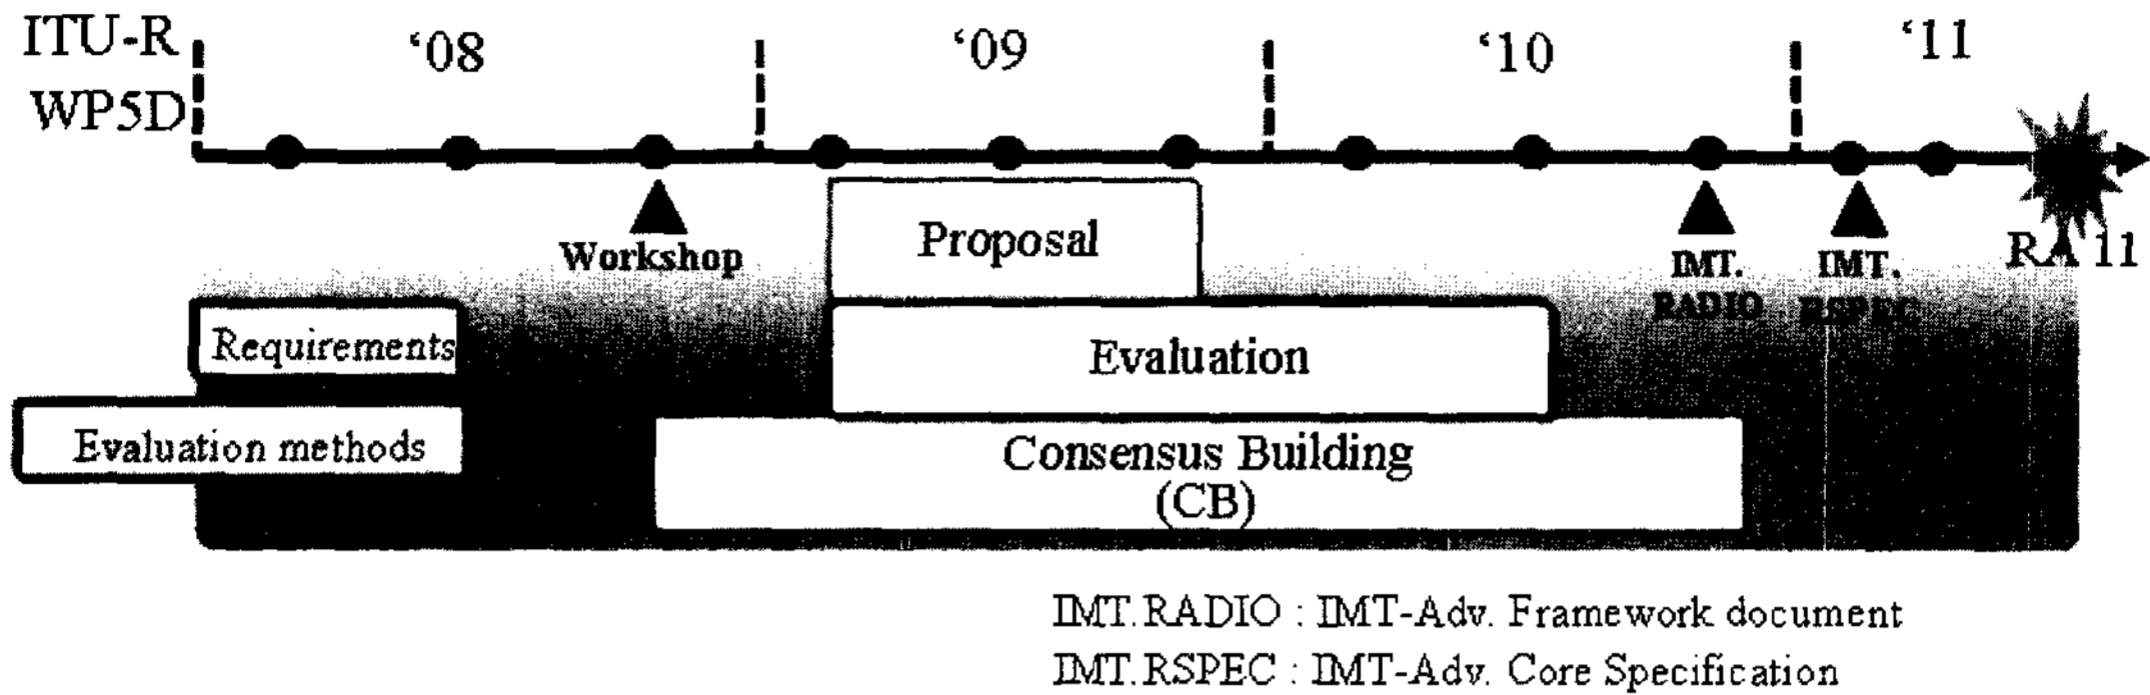 ITU-R
WP5D
‘08
‘09
‘10
‘11
Workshop
Proposal
IMT.
RADIO
IMT.
RSPEC
RA 11
Requirements
Evaluation
Evaluation methods
Consensus Building
(CB)
IMT.RADIO : IMT-Adv. Framework document
IMT.RSPEC : IMT-Adv. Core Specification